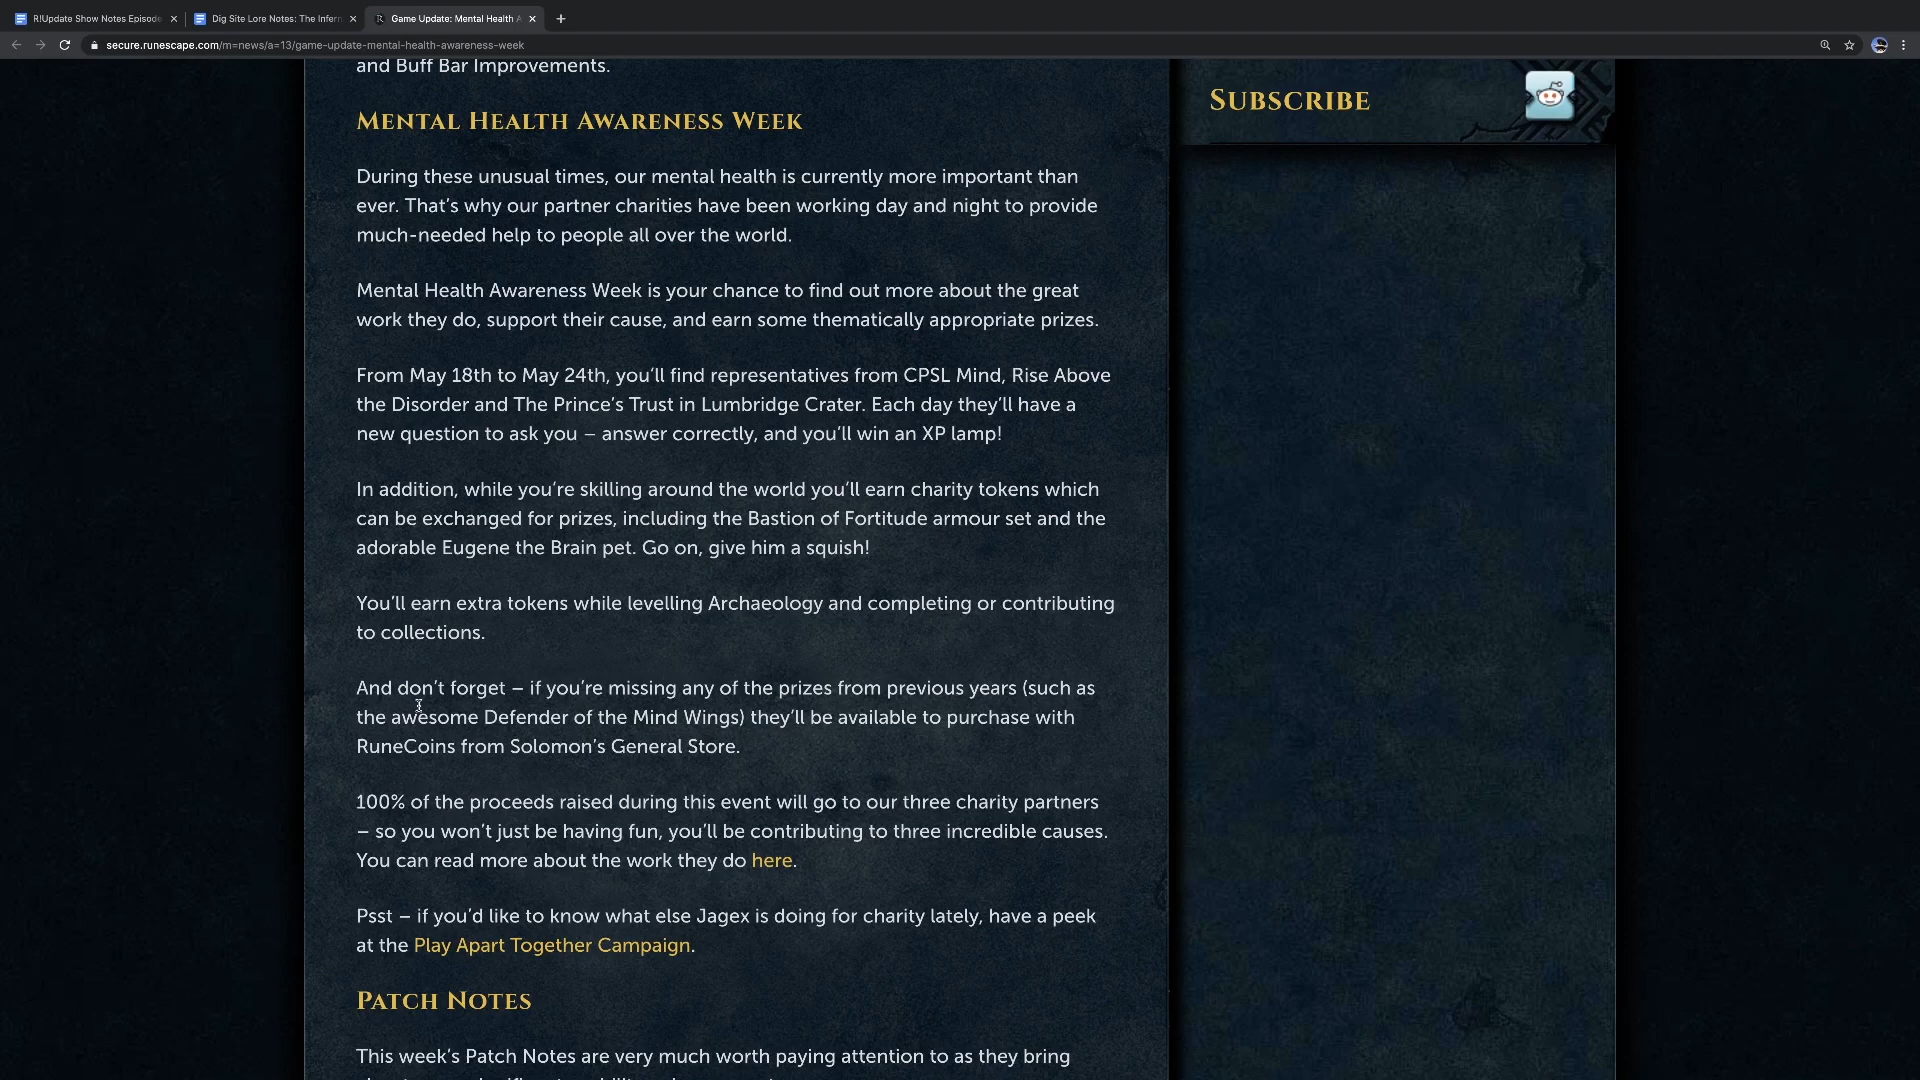 R!Update Show Notes Episode
Dig Site Lore Notes: The Infern
Game Update: Mental Health A
secure.runescape.com/m=news/a=13/game-update-mental-health-awareness-week
and Buff Bar Improvements.
SUBSCRIBE
MENTAL HEALTH AWARENESS WEEK
During these unusual times, our mental health is currently more important than
ever. That's why our partner charities have been working day and night to provide
much-needed help to people all over the world.
Mental Health Awareness Week is your chance to find out more about the great
work they do, support their cause, and earn some thematically appropriate prizes.
From May 18th to May 24th, you'll find representatives from CPSL Mind, Rise Above
the Disorder and The Prince's Trust in Lumbridge Crater. Each day they'll have a
new question to ask you – answer correctly, and you'll win an XP lamp!
In addition, while you're skilling around the world you'll earn charity tokens which
can be exchanged for prizes, including the Bastion of Fortitude armour set and the
adorable Eugene the Brain pet. Go on, give him a squish!
You'll earn extra tokens while levelling Archaeology and completing or contributing
to collections.
And don't forget – if you're missing any of the prizes from previous years (such as
the awesome Defender of the Mind Wings) they'll be available to purchase with
RuneCoins from Solomon's General Store.
100% of the proceeds raised during this event will go to our three charity partners
– so you won't just be having fun, you'll be contributing to three incredible causes.
You can read more about the work they do here.
Psst – if you'd like to know what else Jagex is doing for charity lately, have a peek
at the Play Apart Together Campaign.
PATCH NOTES
This week's Patch Notes are very much worth paying attention to as they bring